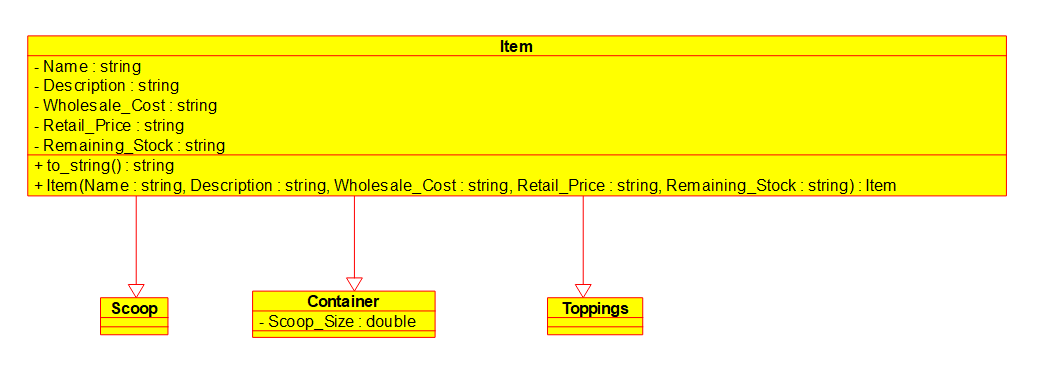 Item
- Name : string
- Description : string
- Wholesale_Cost : string
- Retail_Price : string
- Remaining_Stock : string
+ to_string() : string
+ Item(Name : string, Description : string, Wholesale_Cost : string, Retail_Price : string, Remaining_Stock : string) : Item
Scoop
Container
- Scoop_Size : double
Toppings